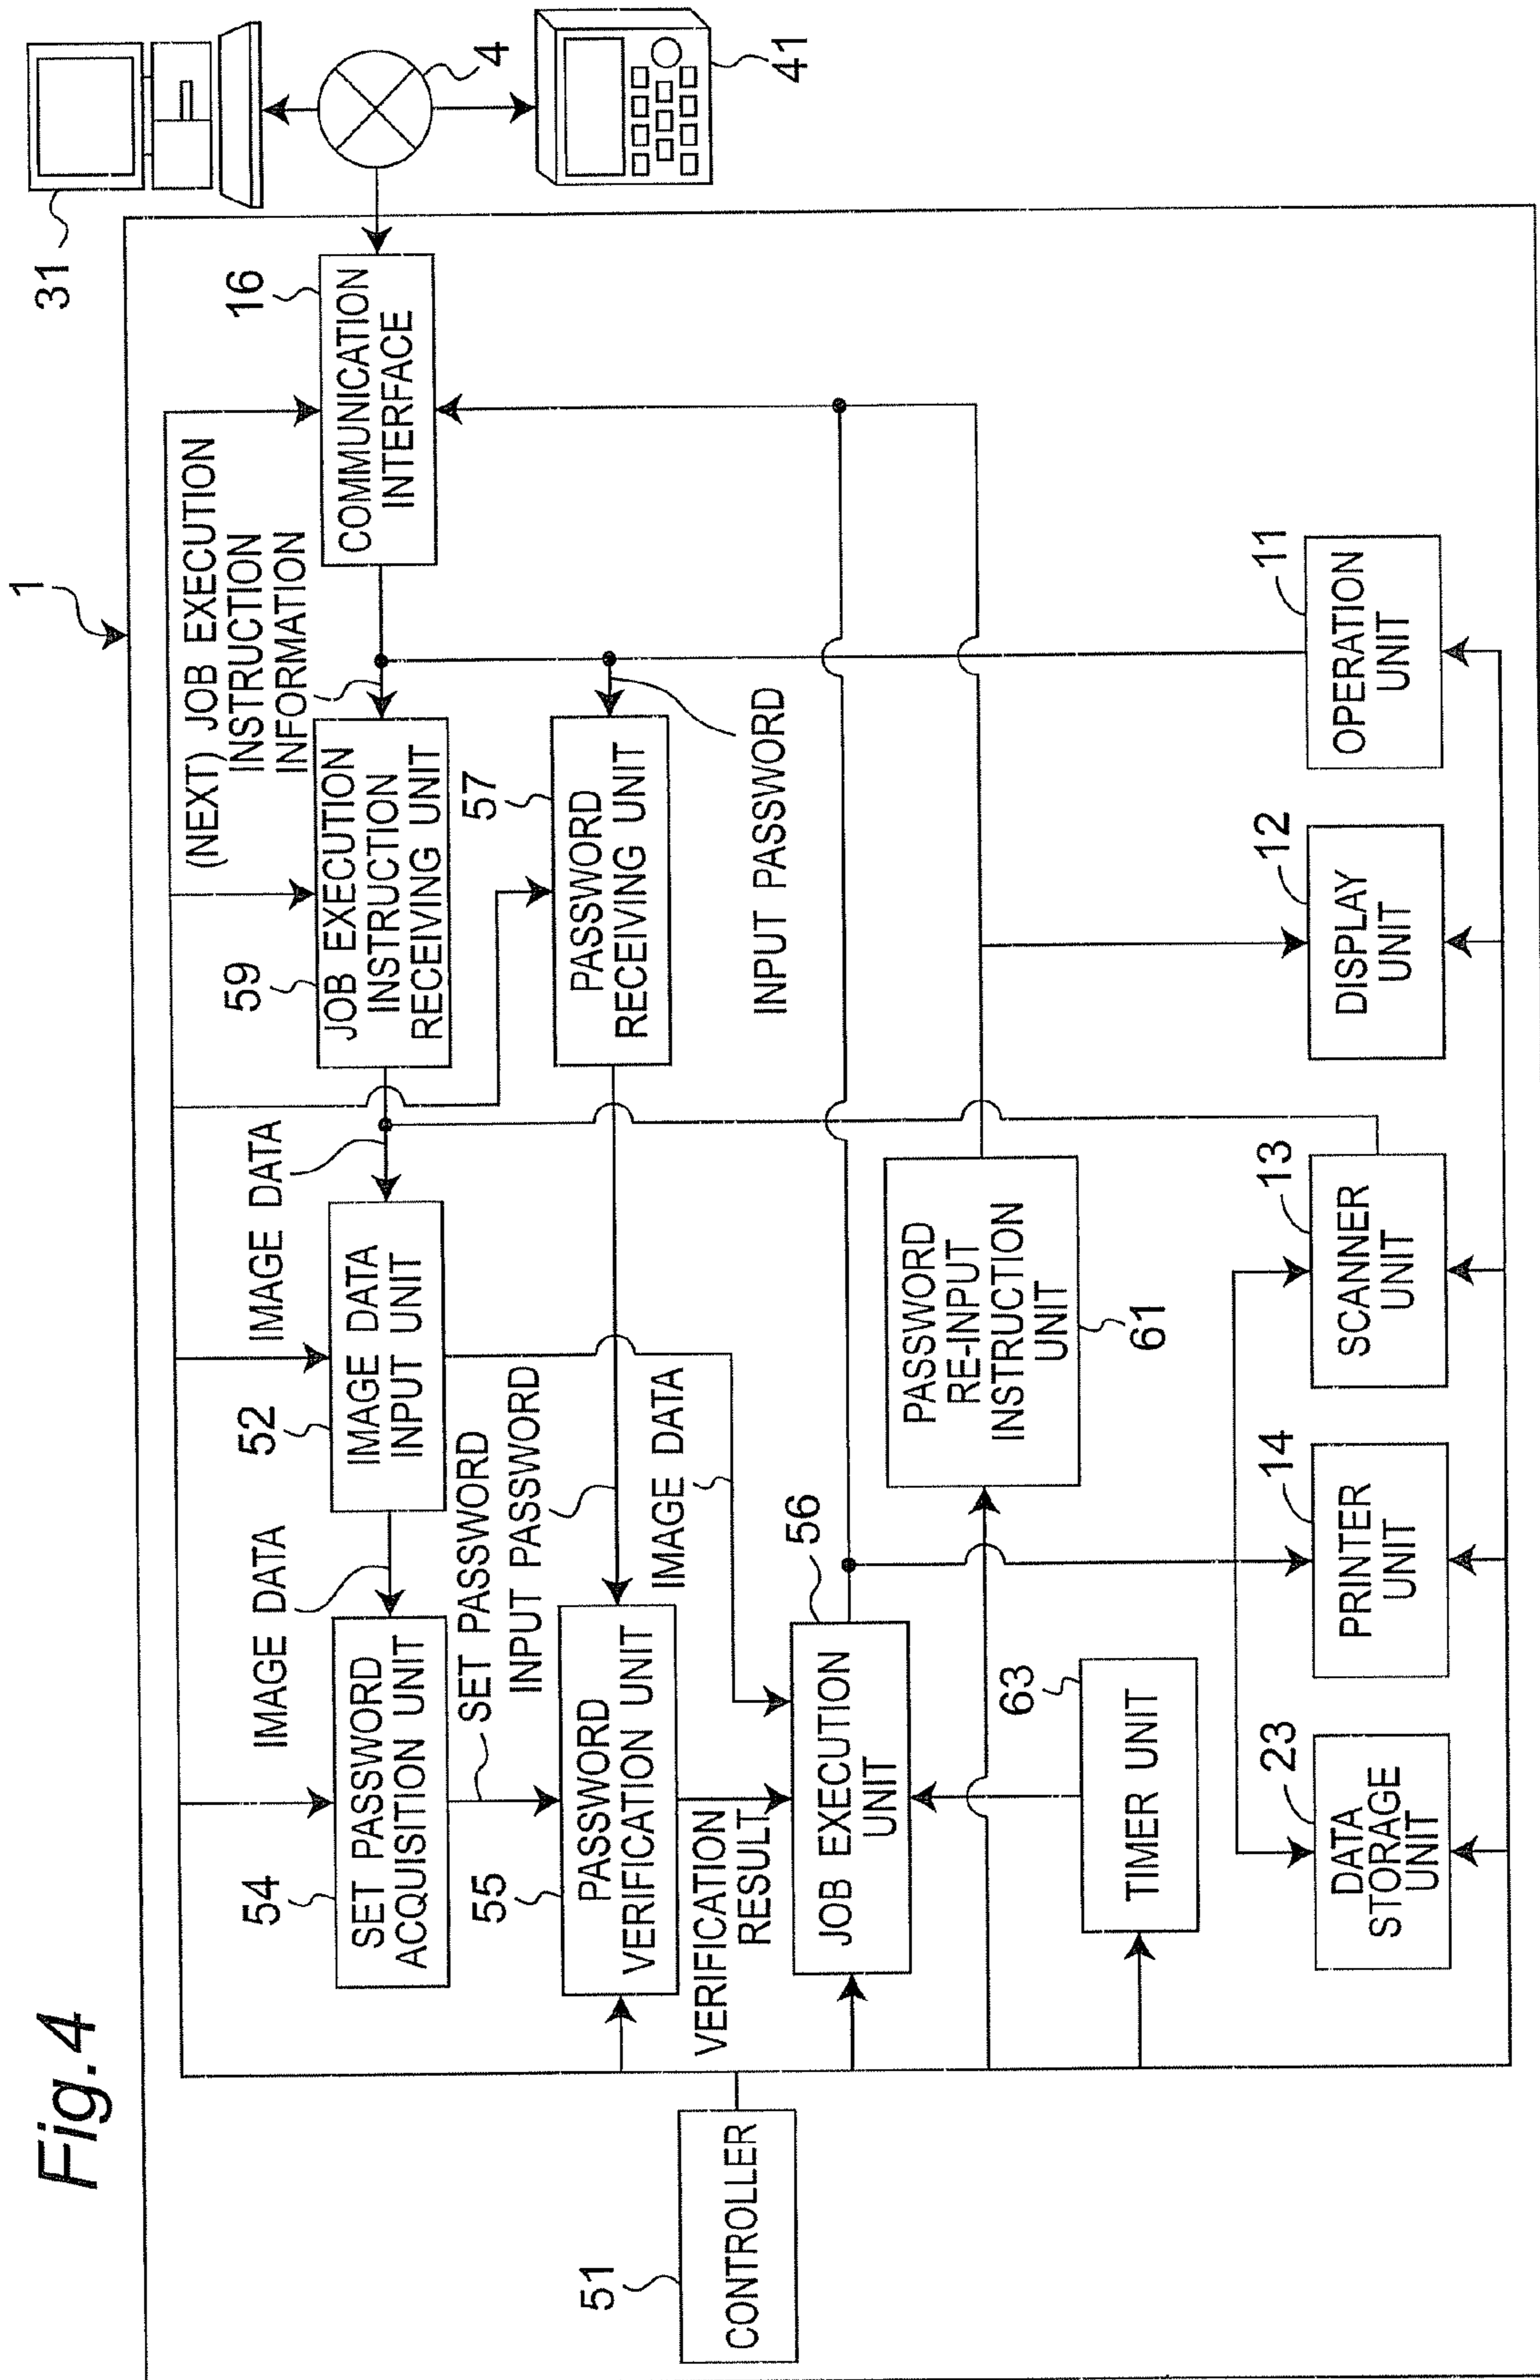 Fig.4
1
31
4
41
51
CONTROLLER
54
SET PASSWORD
ACQUISITION UNIT
IMAGE DATA
52
IMAGE DATA
INPUT UNIT
IMAGE DATA
59
JOB EXECUTION
INSTRUCTION
RECEIVING UNIT
(NEXT) JOB EXECUTION
INSTRUCTION
INFORMATION
16
COMMUNICATION
INTERFACE
SET PASSWORD
INPUT PASSWORD
55
PASSWORD
VERIFICATION UNIT
57
PASSWORD
RECEIVING UNIT
INPUT PASSWORD
VERIFICATION
RESULT
IMAGE DATA
56
JOB EXECUTION
UNIT
PASSWORD
RE-INPUT
INSTRUCTION
UNIT
61
63
TIMER UNIT
23
DATA
STORAGE
UNIT
14
PRINTER
UNIT
13
SCANNER
UNIT
12
DISPLAY
UNIT
11
OPERATION
UNIT